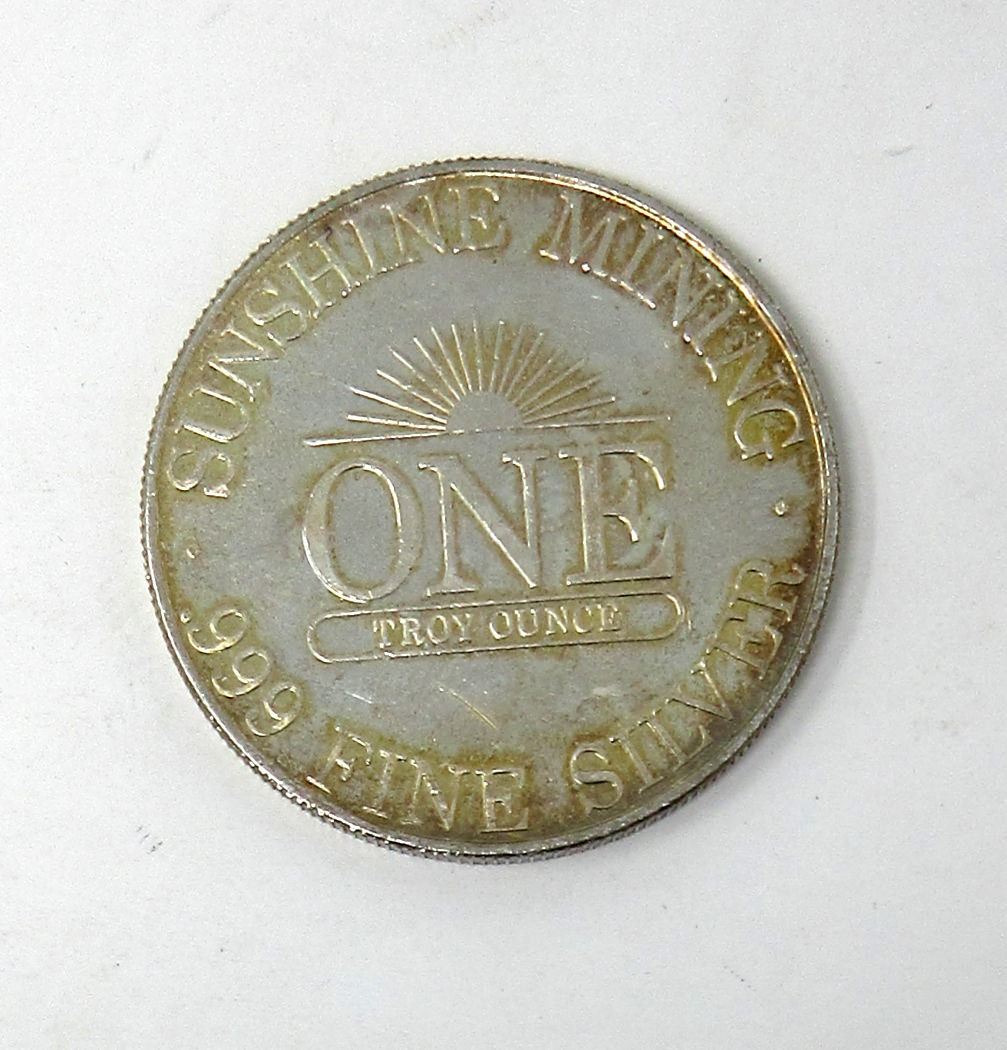 SUNSHINE MINING
ONE
TROY OUNCE
.999 FINE SILVER